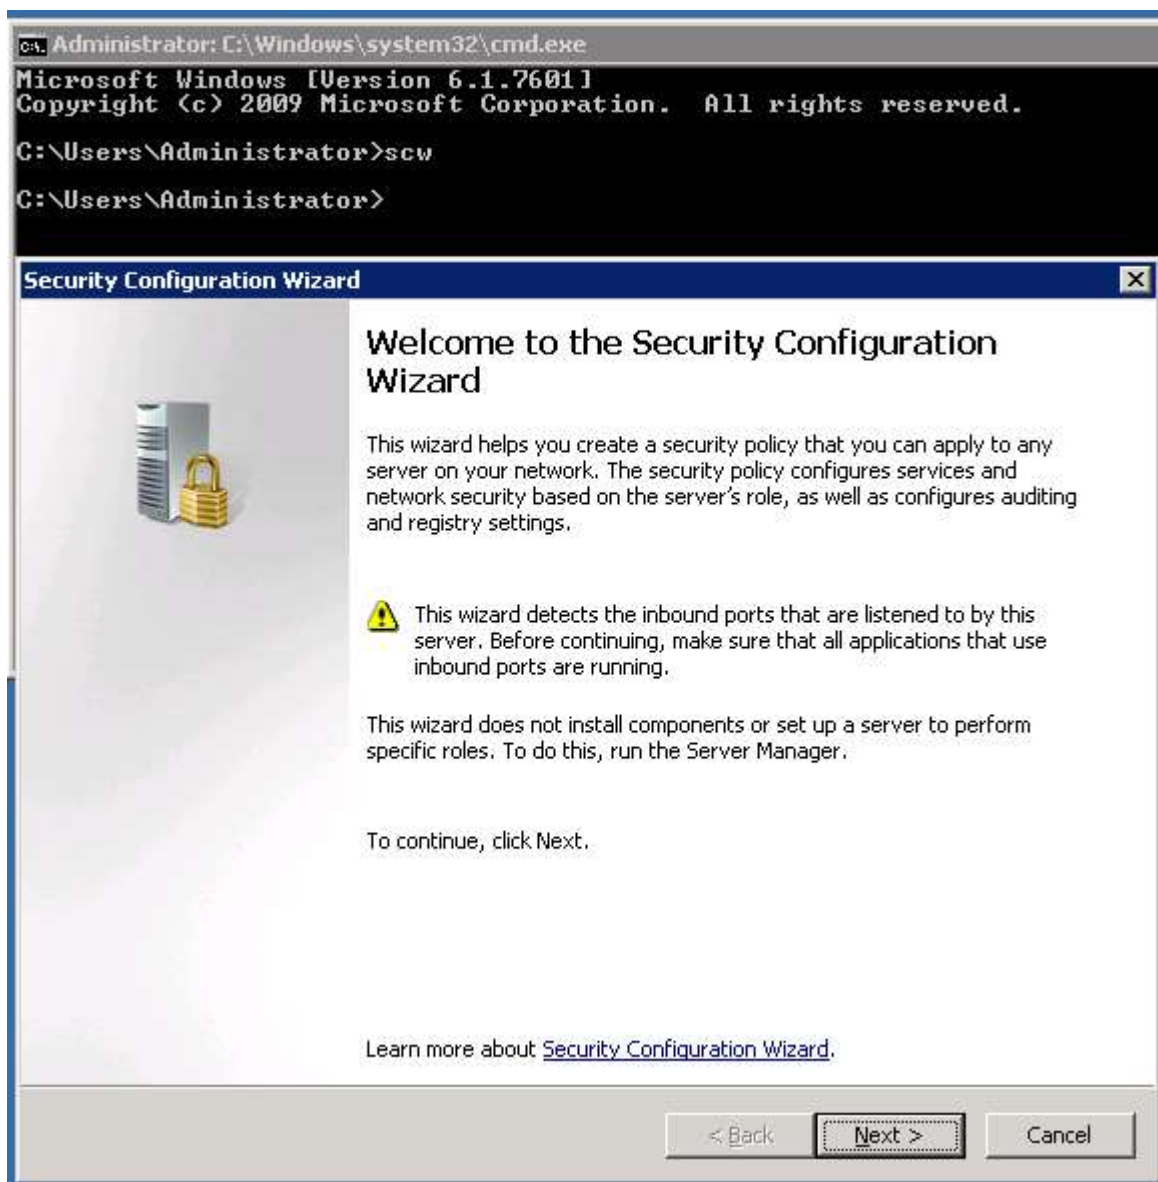 Administrator: C:\Windows\system32\cmd.exe
Microsoft Windows [Version 6.1.7601]
Copyright (c) 2009 Microsoft Corporation.  All rights reserved.
C:\Users\Administrator>scw
C:\Users\Administrator>
Security Configuration Wizard
Welcome to the Security Configuration
Wizard
This wizard helps you create a security policy that you can apply to any
server on your network. The security policy configures services and
network security based on the server's role, as well as configures auditing
and registry settings.
This wizard detects the inbound ports that are listened to by this
server. Before continuing, make sure that all applications that use
inbound ports are running.
This wizard does not install components or set up a server to perform
specific roles. To do this, run the Server Manager.
To continue, click Next.
Learn more about Security Configuration Wizard.
< Back Next > Cancel